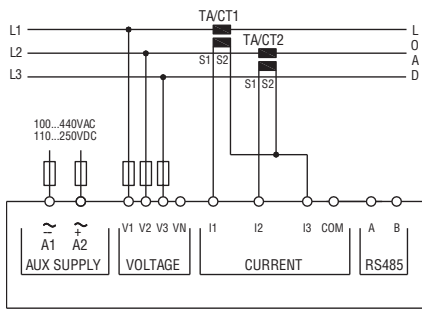 TA/CT1
L1
L
L2
TA/CT2
O
S1 S2
A
L3
D
S1 S2
100...440VAC
110...250VDC
V1 V2 V3 VN I1 I2 I3 COM A B
~ ~
– +
A1 A2
AUX SUPPLY VOLTAGE CURRENT RS485